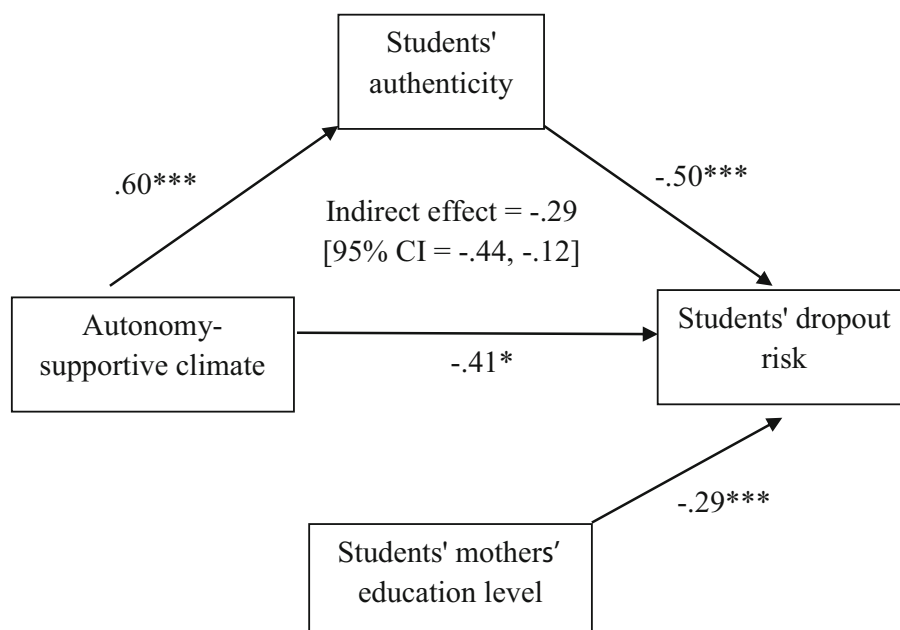 Students'
authenticity
.60***
-.50***
Indirect effect = -.29
[95% CI = -.44, -.12]
Autonomy-
supportive climate
Students' dropout
risk
-.41*
-.29***
Students' mothers'
education level